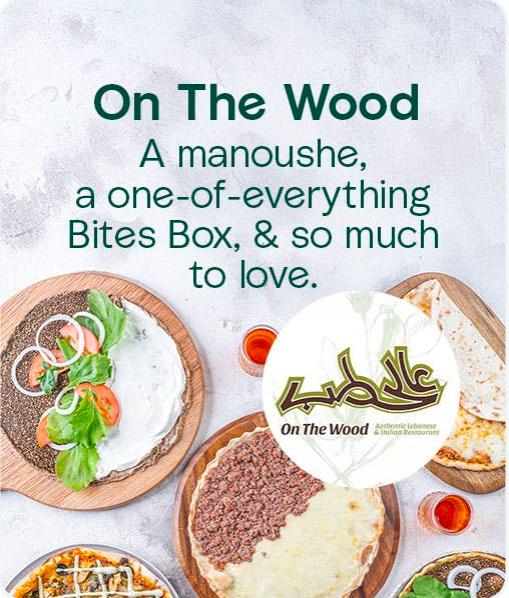 On The Wood
A manoushe,
a one-of-everything
Bites Box, & so much
to love.
عالحطب
On The Wood
Authentic Lebanese
& Italian Restaurant